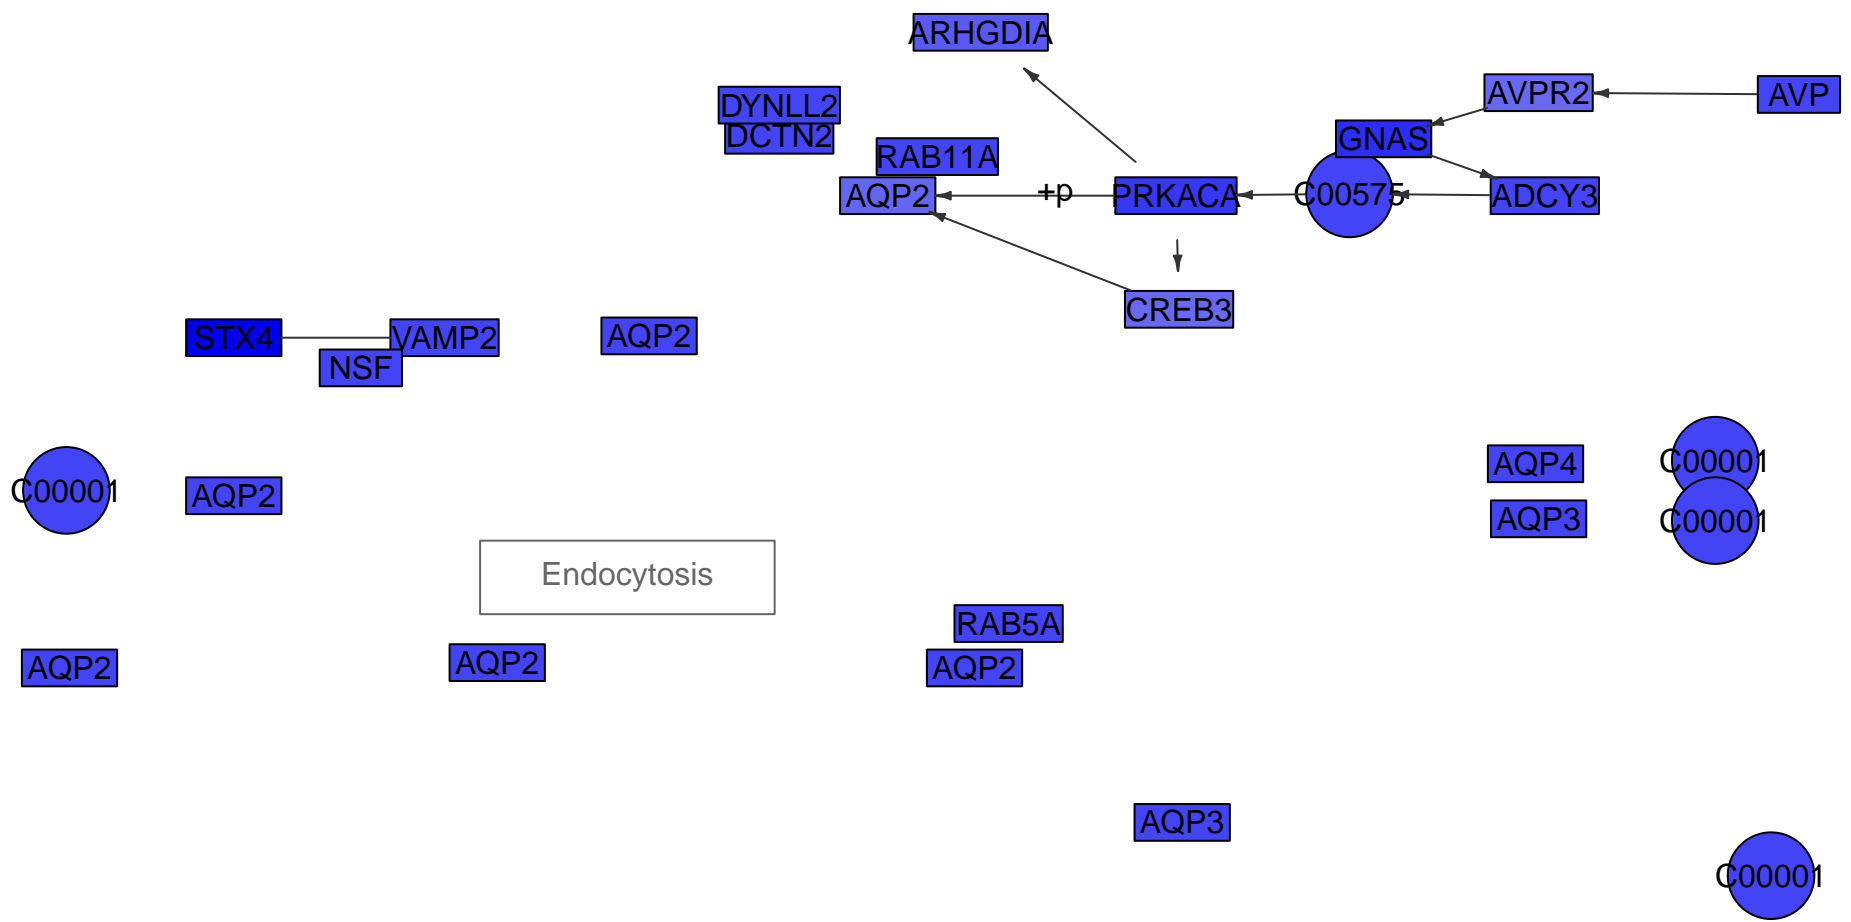 ARHGDIA
AVPR2
AVP
DYNLL2
DCTN2
GNAS
RAB11A
AQP2
+p
PRKACA
C00575
ADCY3
CREB3
STX4
VAMP2
AQP2
NSF
C00001
AQP2
AQP4
C00001
AQP3
C00001
Endocytosis
RAB5A
AQP2
AQP2
AQP2
AQP3
C00001